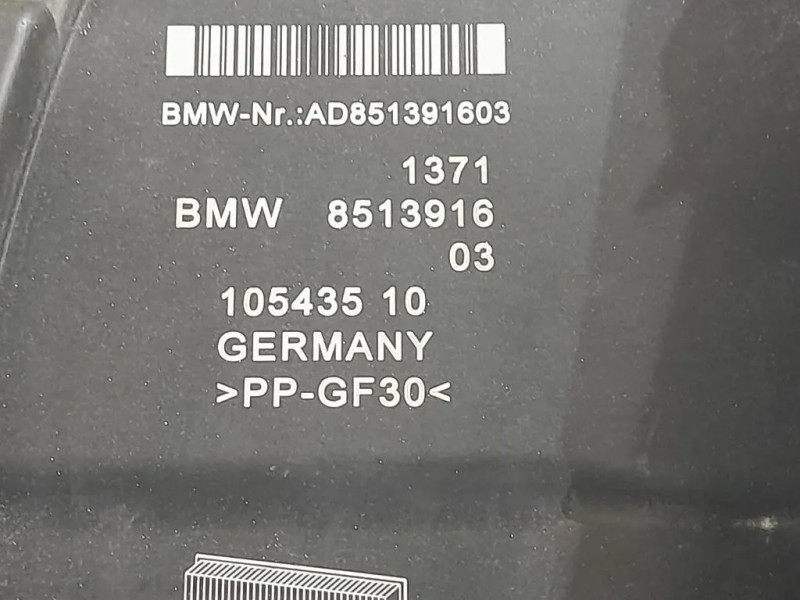 BMW-Nr.:AD851391603
1371
BMW 8513916
03
105435 10
GERMANY
>PP-GF30<